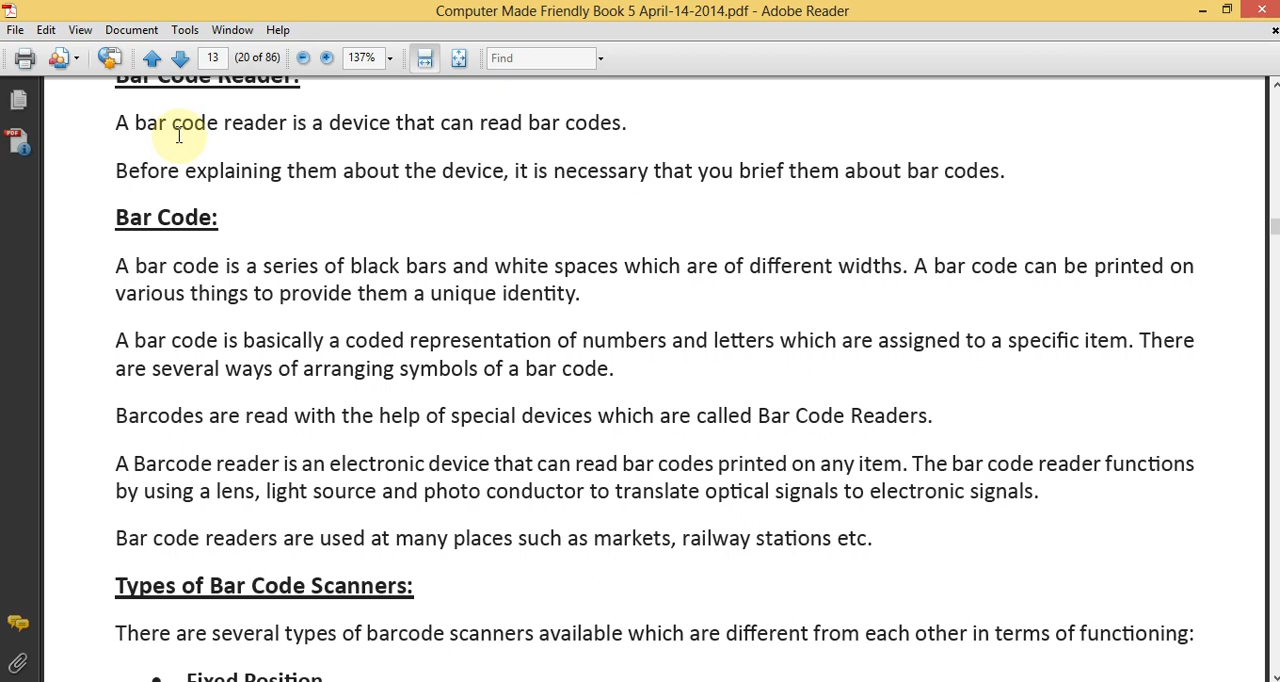 Computer Made Friendly Book 5 April-14-2014.pdf - Adobe Reader
File Edit View Document Tools Window Help
13 (20 of 86) 137% Find
Bar Code Reader:
A bar code reader is a device that can read bar codes.
Before explaining them about the device, it is necessary that you brief them about bar codes.
Bar Code:
A bar code is a series of black bars and white spaces which are of different widths. A bar code can be printed on
various things to provide them a unique identity.
A bar code is basically a coded representation of numbers and letters which are assigned to a specific item. There
are several ways of arranging symbols of a bar code.
Barcodes are read with the help of special devices which are called Bar Code Readers.
A Barcode reader is an electronic device that can read bar codes printed on any item. The bar code reader functions
by using a lens, light source and photo conductor to translate optical signals to electronic signals.
Bar code readers are used at many places such as markets, railway stations etc.
Types of Bar Code Scanners:
There are several types of barcode scanners available which are different from each other in terms of functioning:
• Fixed Position